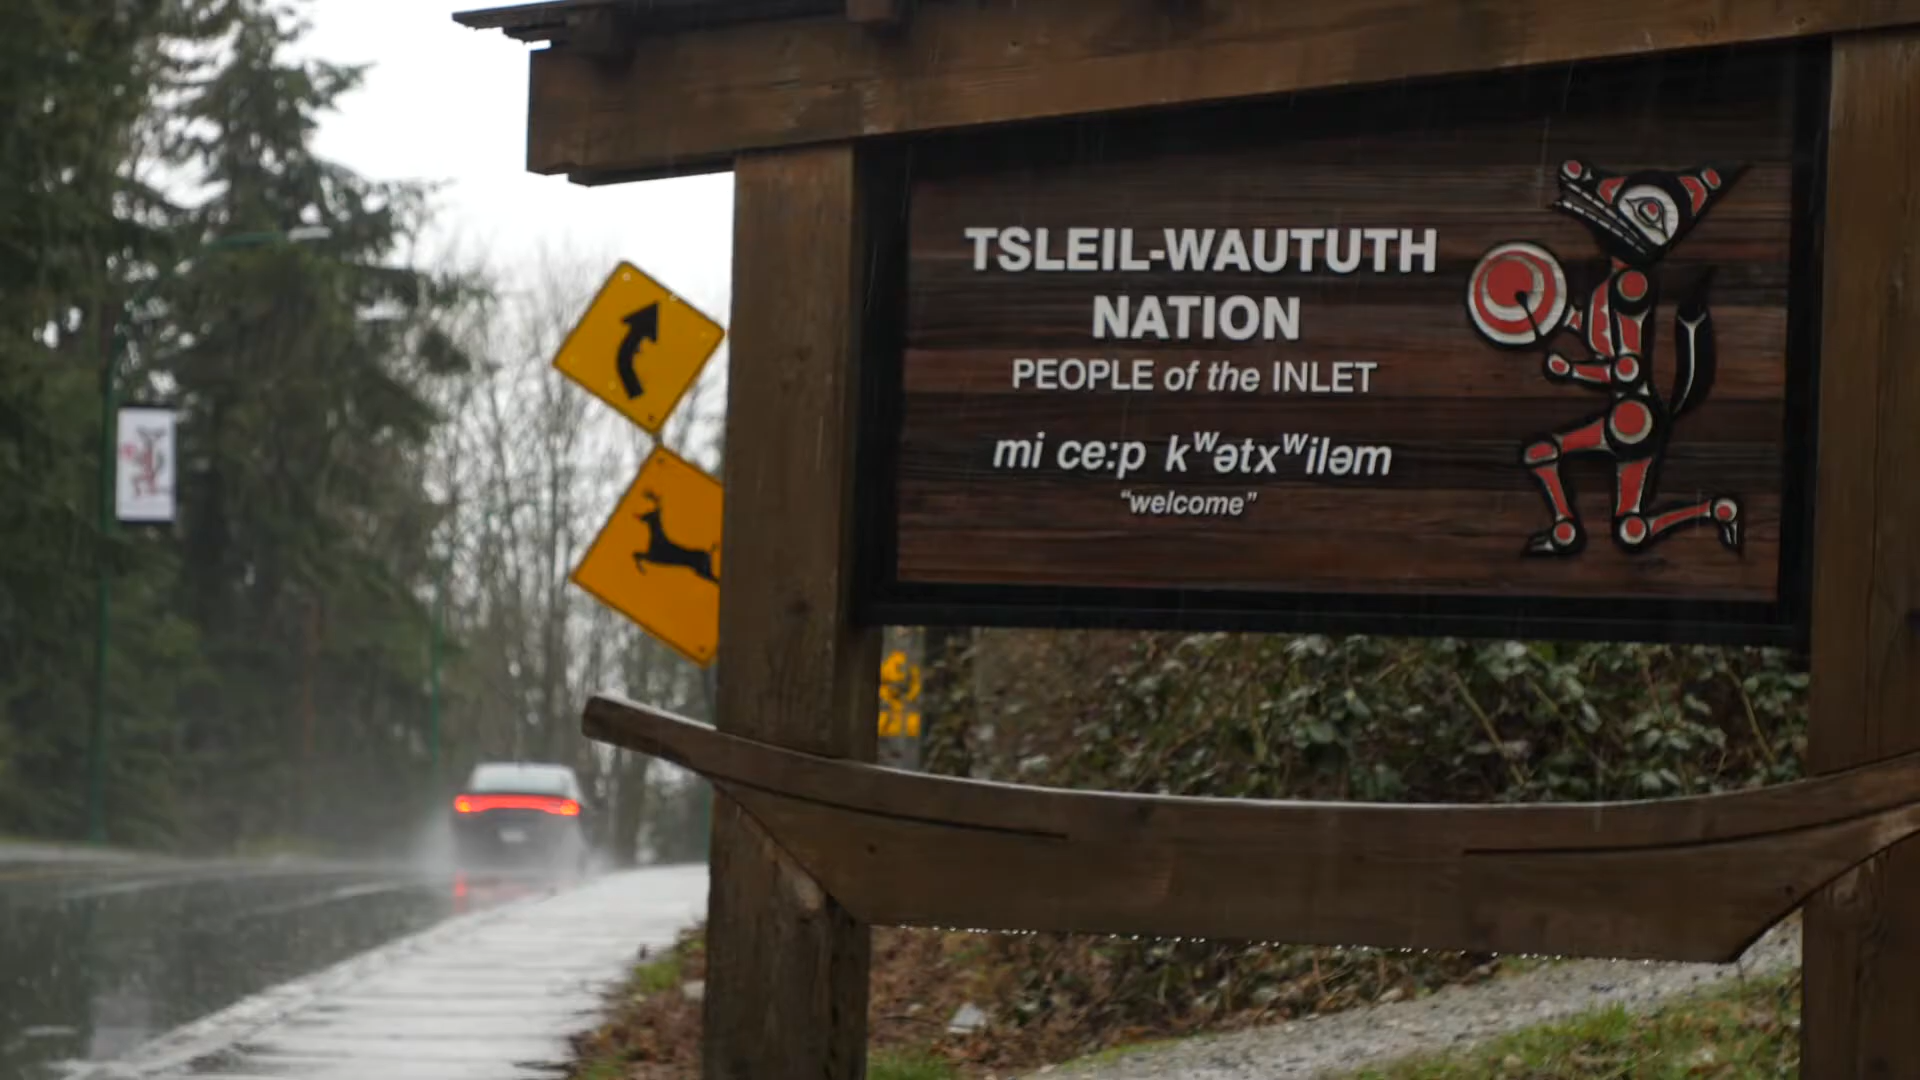 TSLEIL-WAUTUTH
NATION
PEOPLE of the INLET
mi ce:p kʷətxʷiləm
“welcome”